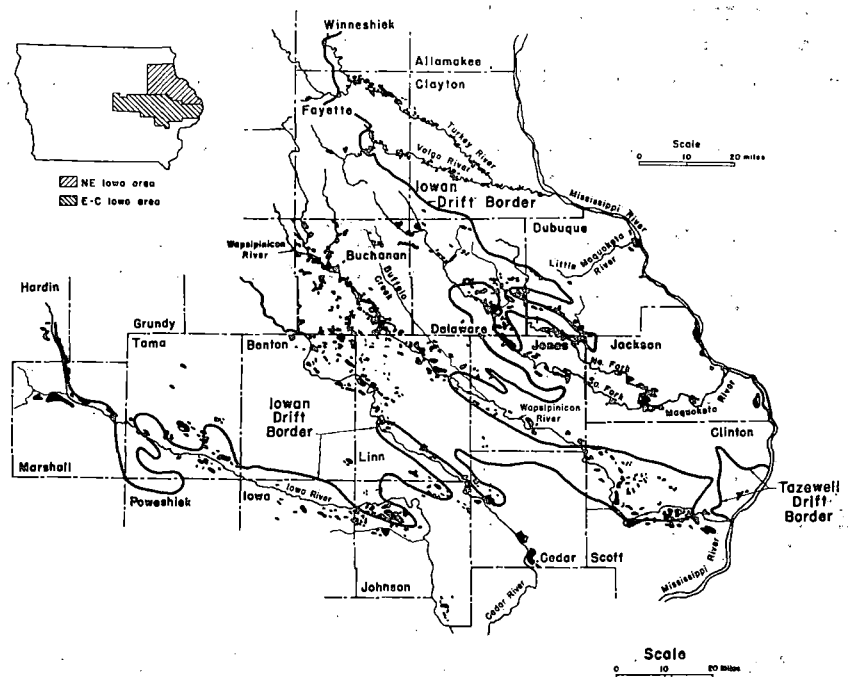 Winneshiek
Allamakee
Clayton
Fayette
Turkey River
Volga River
Scale
0 10 20 miles
NE Iowa area
E-C Iowa area
Iowan
Drift Border
Mississippi River
Dubuque
Little Maquoketa
River
Wapsipinicon
River
Buchanan
Buffalo
Creek
Hardin
Grundy
Tama
Benton
Delaware
Jones
Jackson
No. Fork
So. Fork
Maquoketa
River
Iowan
Drift
Border
Wapsipinicon
River
Clinton
Linn
Marshall
Poweshiek
Iowa
Iowa River
Tazewell
Drift
Border
Cedar
Scott
Johnson
Cedar River
Mississippi River
Scale
0 10 20 miles